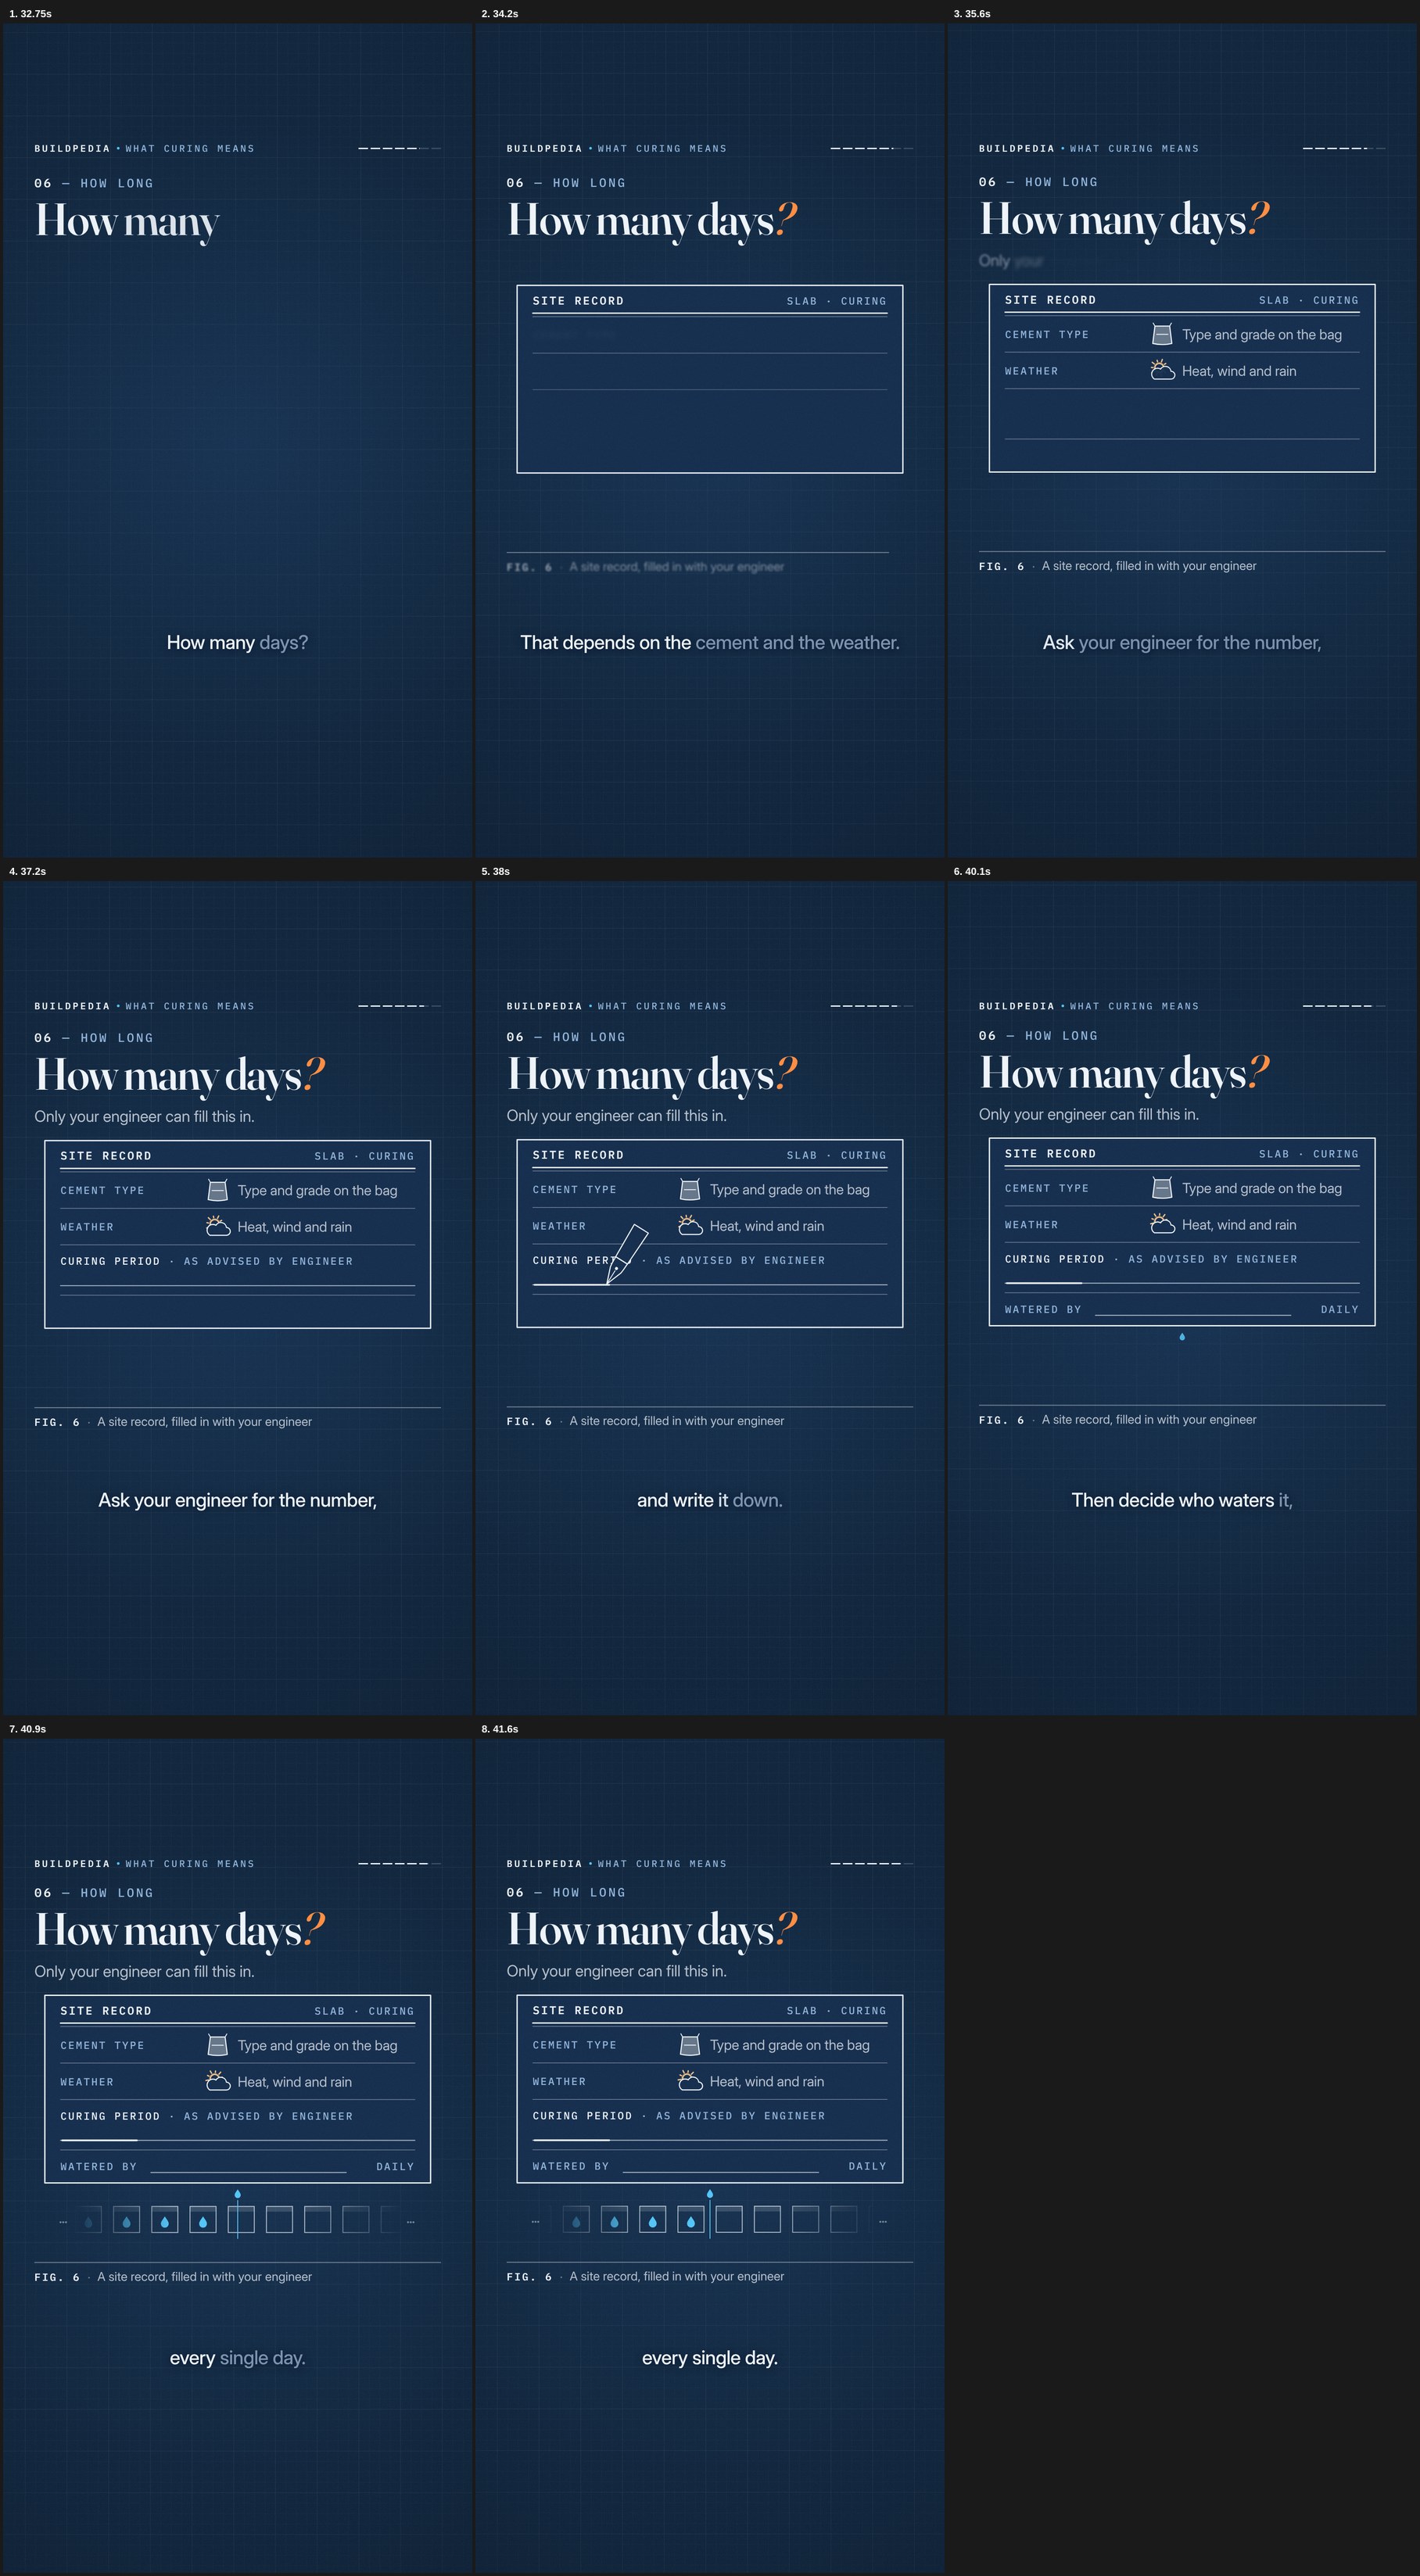 1. 32.75s
BUILDPEDIA • WHAT CURING MEANS
06 — HOW LONG
How many
How many days?
2. 34.2s
BUILDPEDIA • WHAT CURING MEANS
06 — HOW LONG
How many days?
SITE RECORD SLAB · CURING
FIG. 6 · A site record, filled in with your engineer
That depends on the cement and the weather.
3. 35.6s
BUILDPEDIA • WHAT CURING MEANS
06 — HOW LONG
How many days?
Only your
SITE RECORD SLAB · CURING
CEMENT TYPE Type and grade on the bag
WEATHER Heat, wind and rain
FIG. 6 · A site record, filled in with your engineer
Ask your engineer for the number,
4. 37.2s
BUILDPEDIA • WHAT CURING MEANS
06 — HOW LONG
How many days?
Only your engineer can fill this in.
SITE RECORD SLAB · CURING
CEMENT TYPE Type and grade on the bag
WEATHER Heat, wind and rain
CURING PERIOD · AS ADVISED BY ENGINEER
FIG. 6 · A site record, filled in with your engineer
Ask your engineer for the number,
5. 38s
BUILDPEDIA • WHAT CURING MEANS
06 — HOW LONG
How many days?
Only your engineer can fill this in.
SITE RECORD SLAB · CURING
CEMENT TYPE Type and grade on the bag
WEATHER Heat, wind and rain
CURING PERIOD · AS ADVISED BY ENGINEER
FIG. 6 · A site record, filled in with your engineer
and write it down.
6. 40.1s
BUILDPEDIA • WHAT CURING MEANS
06 — HOW LONG
How many days?
Only your engineer can fill this in.
SITE RECORD SLAB · CURING
CEMENT TYPE Type and grade on the bag
WEATHER Heat, wind and rain
CURING PERIOD · AS ADVISED BY ENGINEER
WATERED BY DAILY
FIG. 6 · A site record, filled in with your engineer
Then decide who waters it,
7. 40.9s
BUILDPEDIA • WHAT CURING MEANS
06 — HOW LONG
How many days?
Only your engineer can fill this in.
SITE RECORD SLAB · CURING
CEMENT TYPE Type and grade on the bag
WEATHER Heat, wind and rain
CURING PERIOD · AS ADVISED BY ENGINEER
WATERED BY DAILY
... ...
FIG. 6 · A site record, filled in with your engineer
every single day.
8. 41.6s
BUILDPEDIA • WHAT CURING MEANS
06 — HOW LONG
How many days?
Only your engineer can fill this in.
SITE RECORD SLAB · CURING
CEMENT TYPE Type and grade on the bag
WEATHER Heat, wind and rain
CURING PERIOD · AS ADVISED BY ENGINEER
WATERED BY DAILY
... ...
FIG. 6 · A site record, filled in with your engineer
every single day.